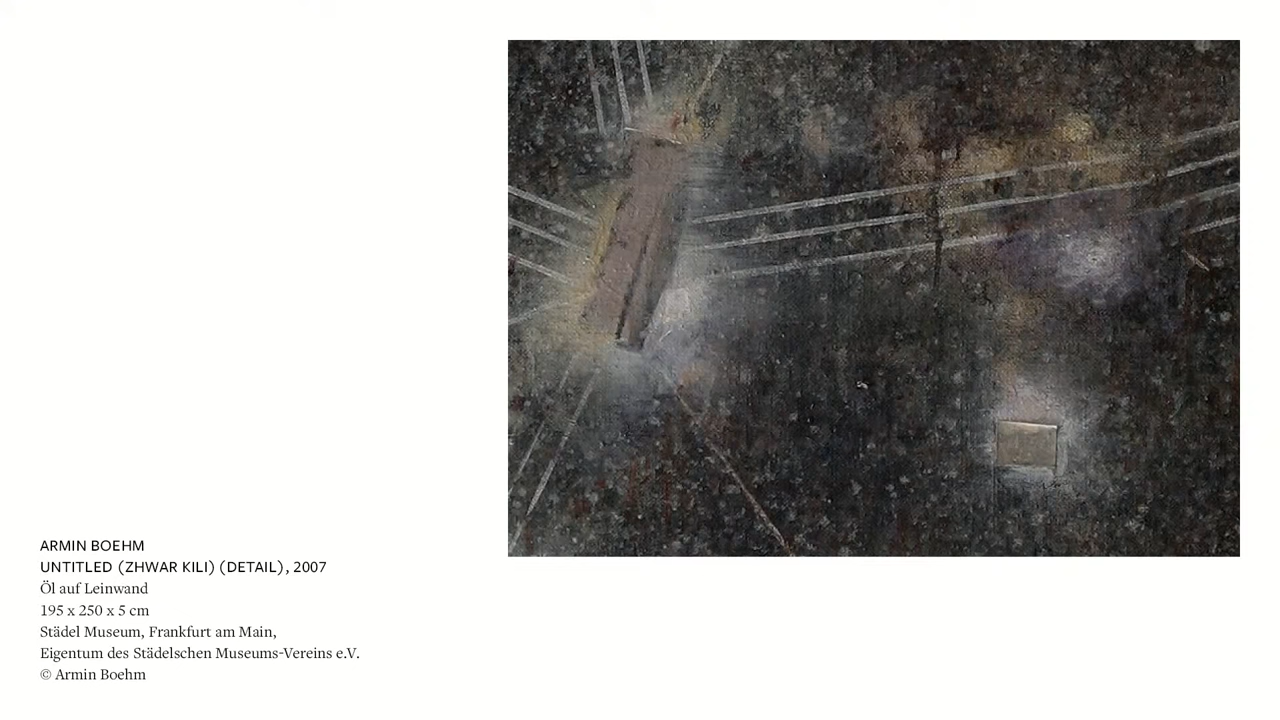 ARMIN BOEHM
UNTITLED (ZHWAR KILI) (DETAIL), 2007
Öl auf Leinwand
195 x 250 x 5 cm
Städel Museum, Frankfurt am Main,
Eigentum des Städelschen Museums-Vereins e.V.
© Armin Boehm